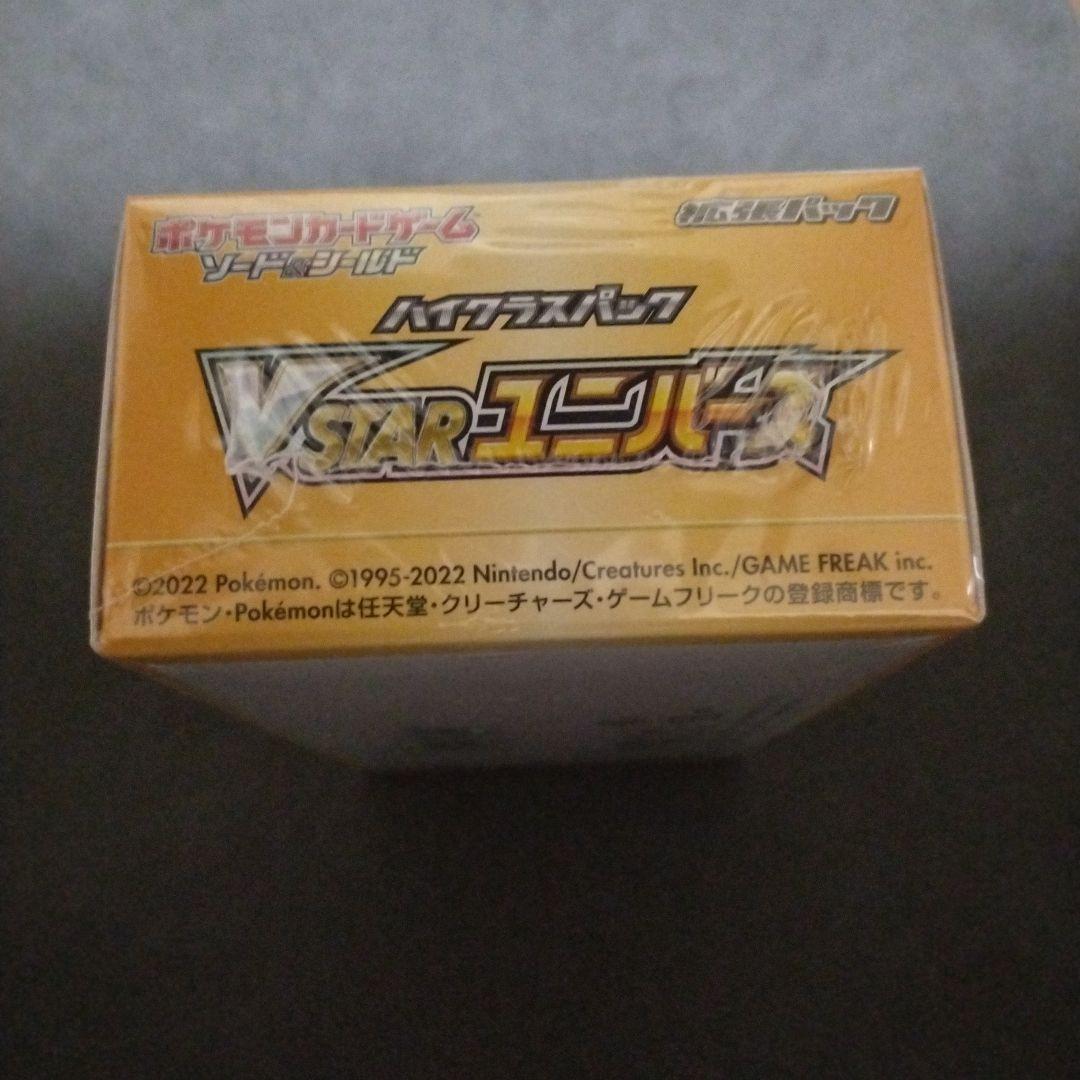 ポケモンカードゲーム
ソード&シールド
拡張パック
ハイクラスパック
VSTARユニバース
©2022 Pokémon. ©1995-2022 Nintendo/Creatures Inc./GAME FREAK inc.
ポケモン・Pokémonは任天堂・クリーチャーズ・ゲームフリークの登録商標です。